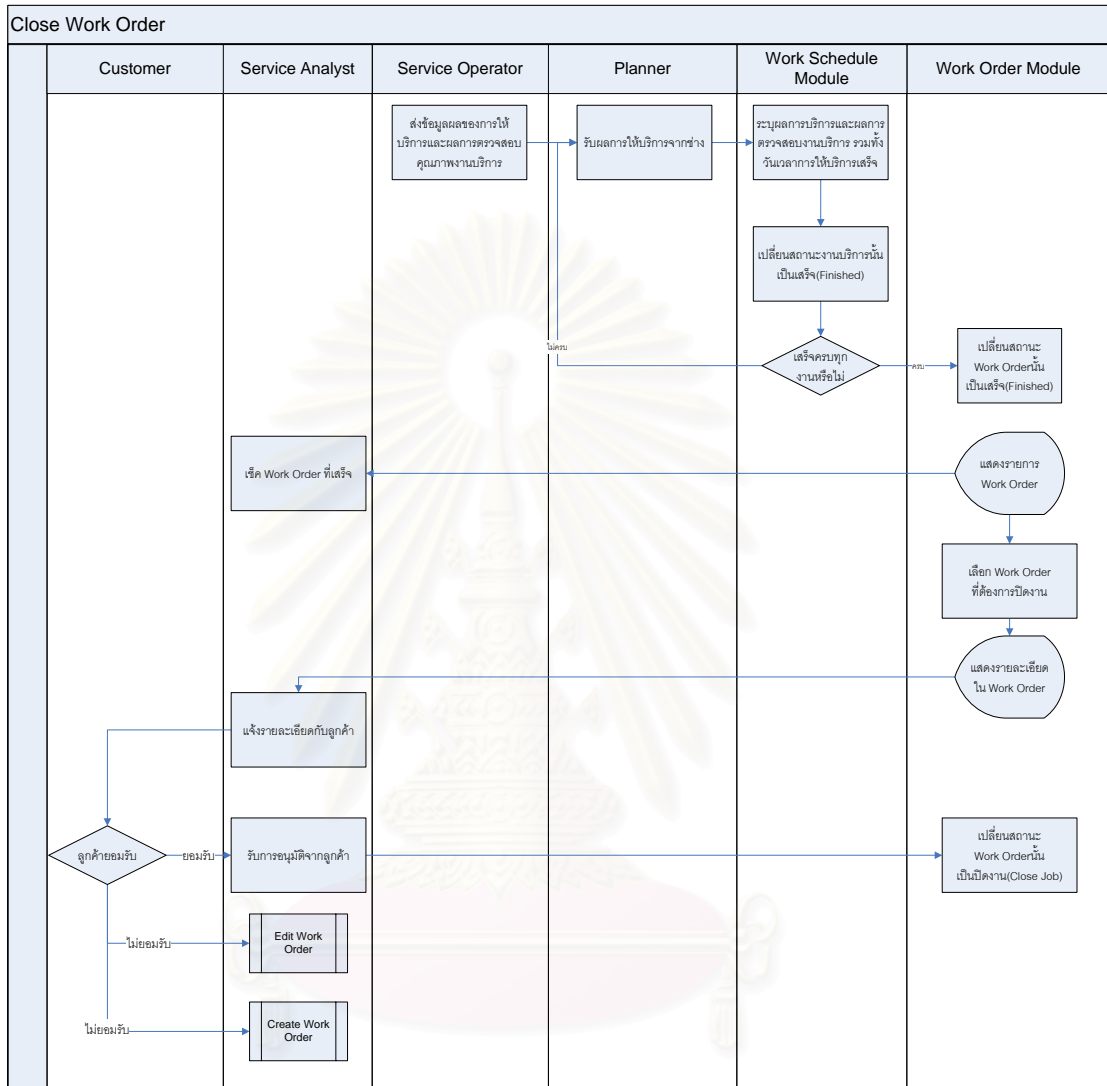 Close Work Order
Customer
Service Analyst
Service Operator
Planner
Work Schedule
Module
Work Order Module
ส่งข้อมูลผลของการให้
บริการและผลการตรวจสอบ
คุณภาพงานบริการ
รับผลการให้บริการจากช่าง
ระบุผลการบริการและผลการ
ตรวจสอบงานบริการ รวมทั้ง
วันเวลาการให้บริการเสร็จ
เปลี่ยนสถานะงานบริการนั้น
เป็นเสร็จ(Finished)
ไม่ครบ
เสร็จครบทุก
งานหรือไม่
ครบ
เปลี่ยนสถานะ
Work Orderนั้น
เป็นเสร็จ(Finished)
เช็ค Work Order ที่เสร็จ
แสดงรายการ
Work Order
เลือก Work Order
ที่ต้องการปิดงาน
แสดงรายละเอียด
ใน Work Order
แจ้งรายละเอียดกับลูกค้า
ลูกค้ายอมรับ
ยอมรับ
รับการอนุมัติจากลูกค้า
เปลี่ยนสถานะ
Work Orderนั้น
เป็นปิดงาน(Close Job)
ไม่ยอมรับ
Edit Work
Order
ไม่ยอมรับ
Create Work
Order